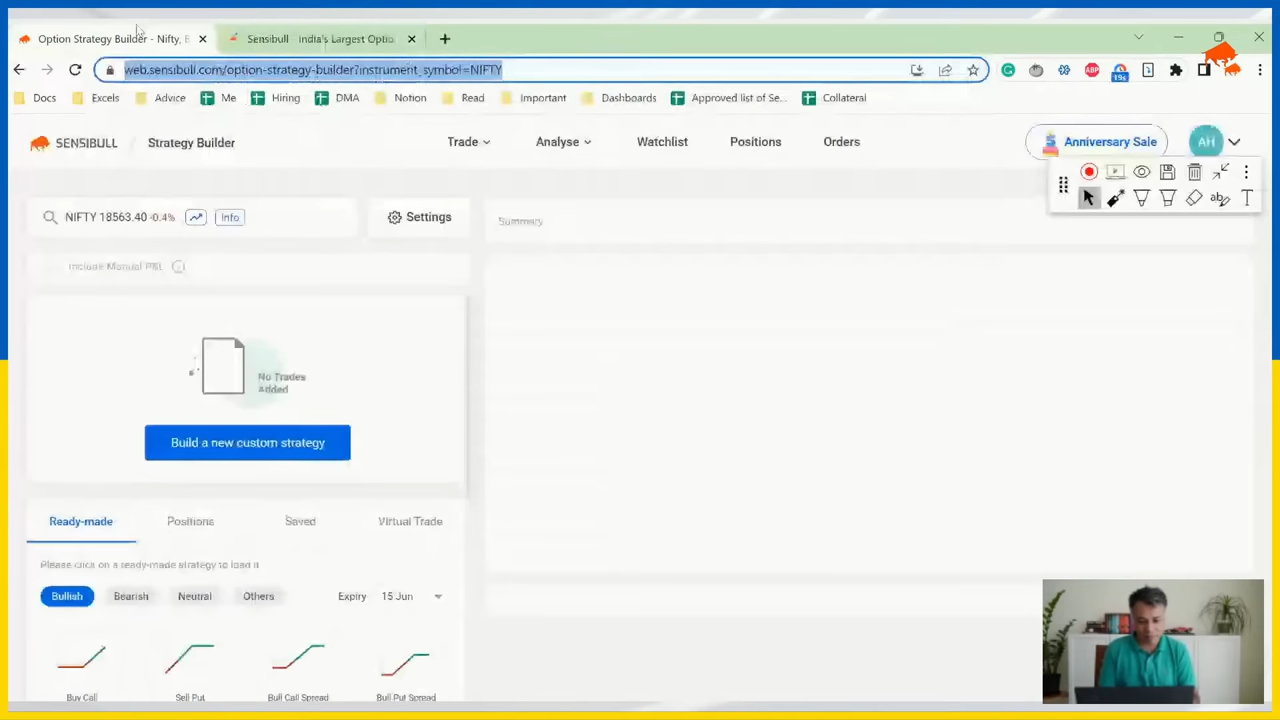 Option Strategy Builder - Nifty, B
Sensibull India's Largest Optio
web.sensibull.com/option-strategy-builder?instrument_symbol=NIFTY
ABP
19s
Docs
Excels
Advice
Me
Hiring
DMA
Notion
Read
Important
Dashboards
Approved list of Se...
Collateral
SENSIBULL / Strategy Builder
Trade
Analyse
Watchlist
Positions
Orders
Anniversary Sale
AH
NIFTY 18563.40 -0.4%
Info
Settings
Summary
Include Manual P&L
No Trades
Added
Build a new custom strategy
Ready-made
Positions
Saved
Virtual Trade
Please click on a ready-made strategy to load it
Bullish
Bearish
Neutral
Others
Expiry 15 Jun
Buy Call
Sell Put
Bull Call Spread
Bull Put Spread